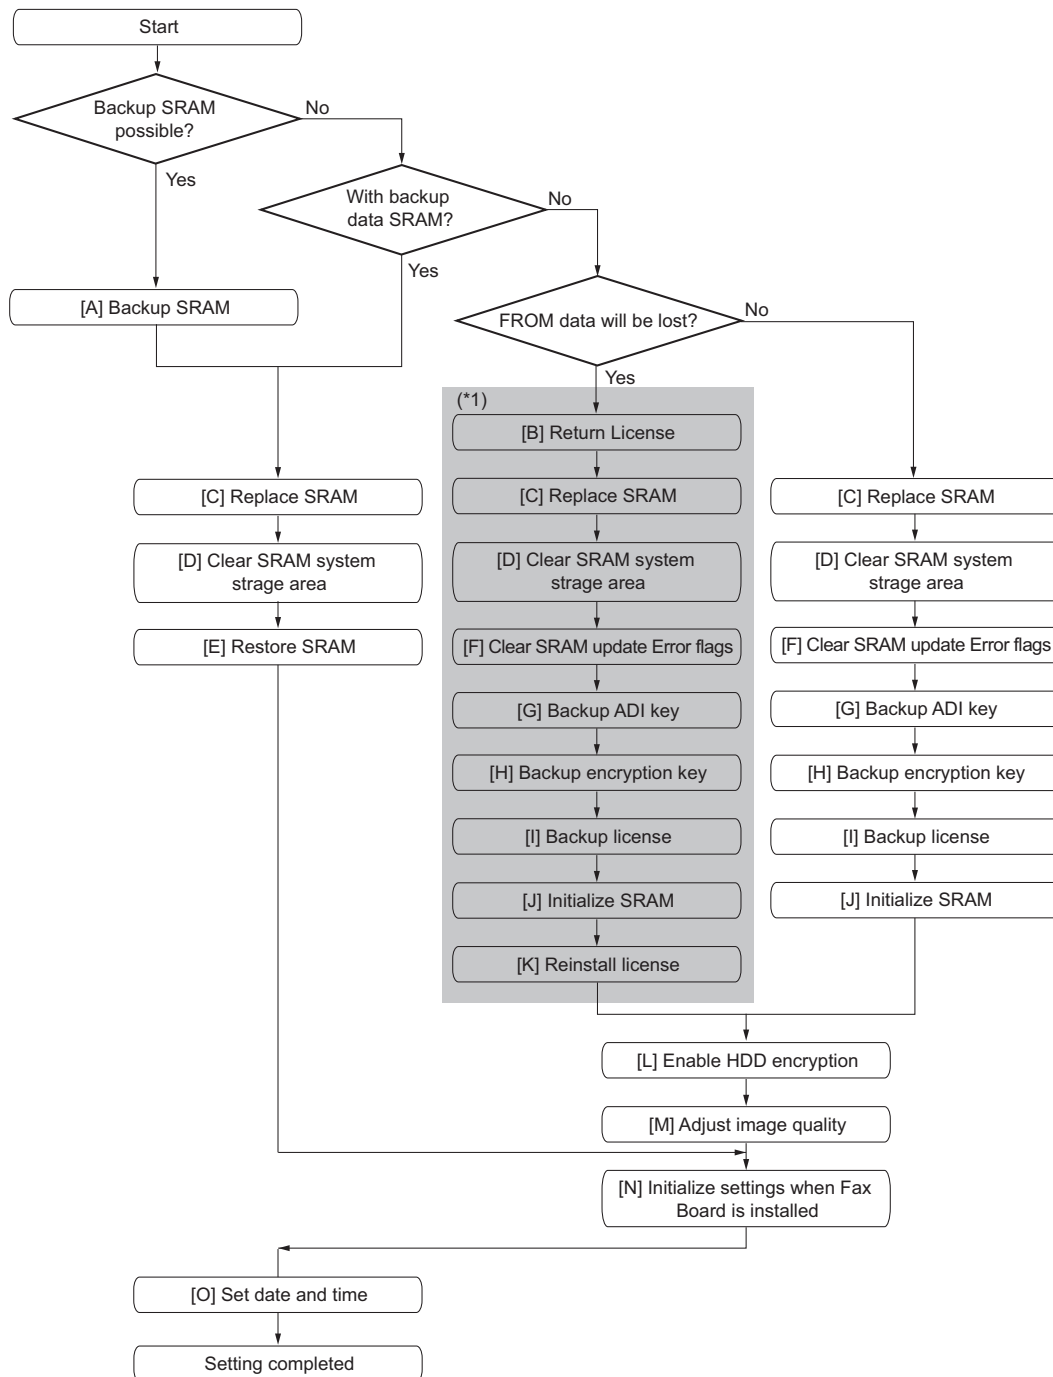 Start
Backup SRAM
possible?
No
Yes
With backup
data SRAM?
No
Yes
[A] Backup SRAM
FROM data will be lost?
No
Yes
(*1)
[B] Return License
[C] Replace SRAM
[C] Replace SRAM
[C] Replace SRAM
[D] Clear SRAM system
strage area
[D] Clear SRAM system
strage area
[D] Clear SRAM system
strage area
[E] Restore SRAM
[F] Clear SRAM update Error flags
[F] Clear SRAM update Error flags
[G] Backup ADI key
[G] Backup ADI key
[H] Backup encryption key
[H] Backup encryption key
[I] Backup license
[I] Backup license
[J] Initialize SRAM
[J] Initialize SRAM
[K] Reinstall license
[L] Enable HDD encryption
[M] Adjust image quality
[N] Initialize settings when Fax
Board is installed
[O] Set date and time
Setting completed